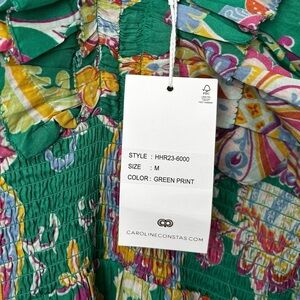 STYLE : HHR23-6000
SIZE : M
COLOR : GREEN PRINT
CAROLINECONSTAS.COM